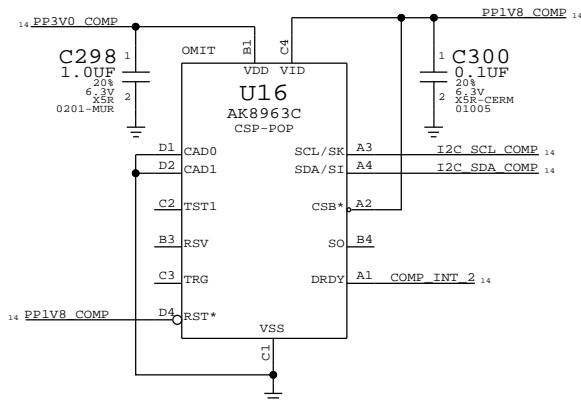 14 PP3V0_COMP
PP1V8_COMP 14
C298 1
1.0UF
20%
6.3V
X5R 2
0201-MUR
OMIT
B1
C4
VDD VID
U16
AK8963C
CSP-POP
1 C300
0.1UF
20%
6.3V
2 X5R-CERM
01005
D1 CAD0
SCL/SK A3 I2C_SCL_COMP 14
D2 CAD1
SDA/SI A4 I2C_SDA_COMP 14
C2 TST1
CSB* A2
B3 RSV
SO B4
C3 TRG
DRDY A1 COMP_INT_2 14
14 PP1V8_COMP D4 RST*
VSS
C1